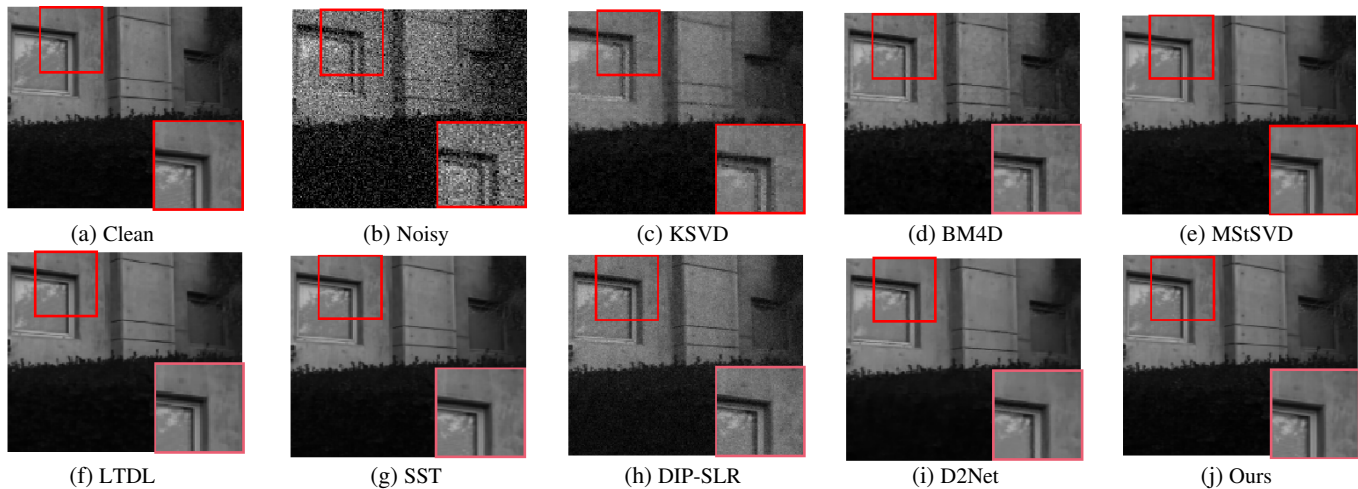 (a) Clean
(b) Noisy
(c) KSVD
(d) BM4D
(e) MStSVD
(f) LTDL
(g) SST
(h) DIP-SLR
(i) D2Net
(j) Ours